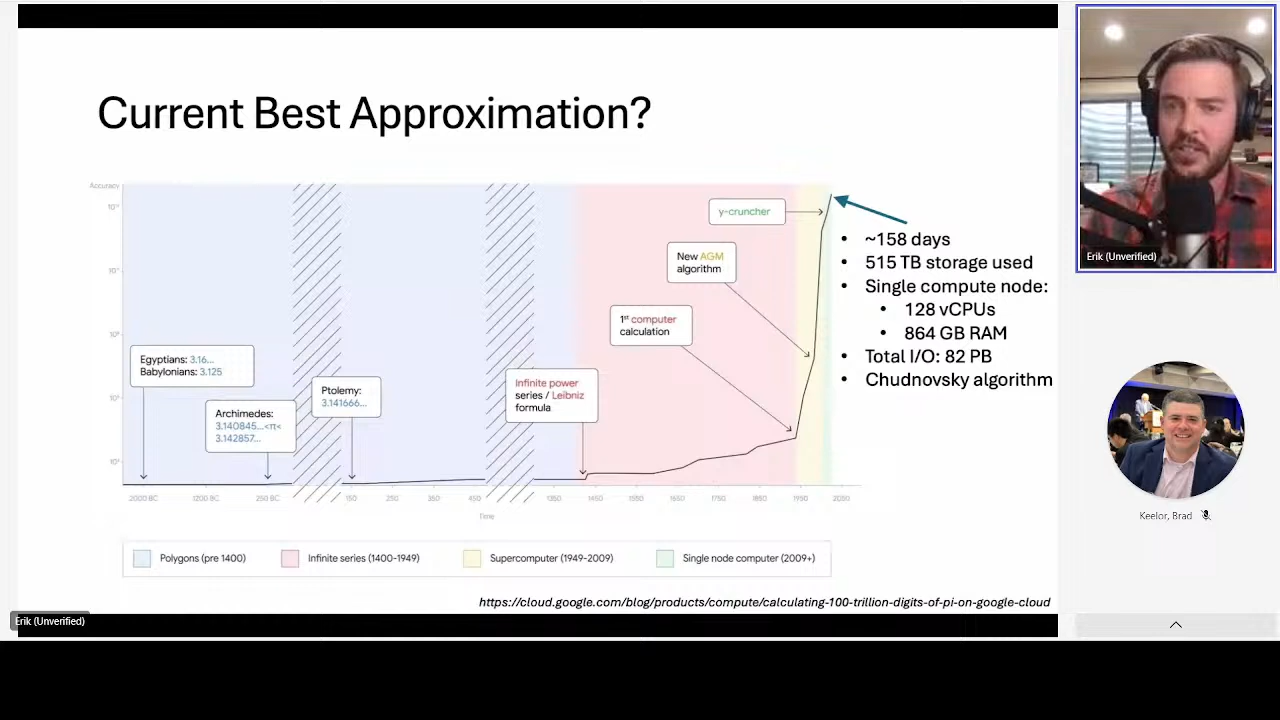 Current Best Approximation?
Accuracy
y-cruncher
New AGM
algorithm
1st computer
calculation
Egyptians: 3.16...
Babylonians: 3.125
Ptolemy:
3.141666...
Archimedes:
3.140845...<π<
3.142857...
Infinite power
series / Leibniz
formula
2000 BC 1200 BC 250 BC 150 250 350 450 1350 1450 1550 1650 1750 1850 1950 2050
Time
Polygons (pre 1400) Infinite series (1400-1949) Supercomputer (1949-2009) Single node computer (2009+)
• ~158 days
• 515 TB storage used
• Single compute node:
• 128 vCPUs
• 864 GB RAM
• Total I/O: 82 PB
• Chudnovsky algorithm
https://cloud.google.com/blog/products/compute/calculating-100-trillion-digits-of-pi-on-google-cloud
Erik (Unverified)
Erik (Unverified)
Keelor, Brad